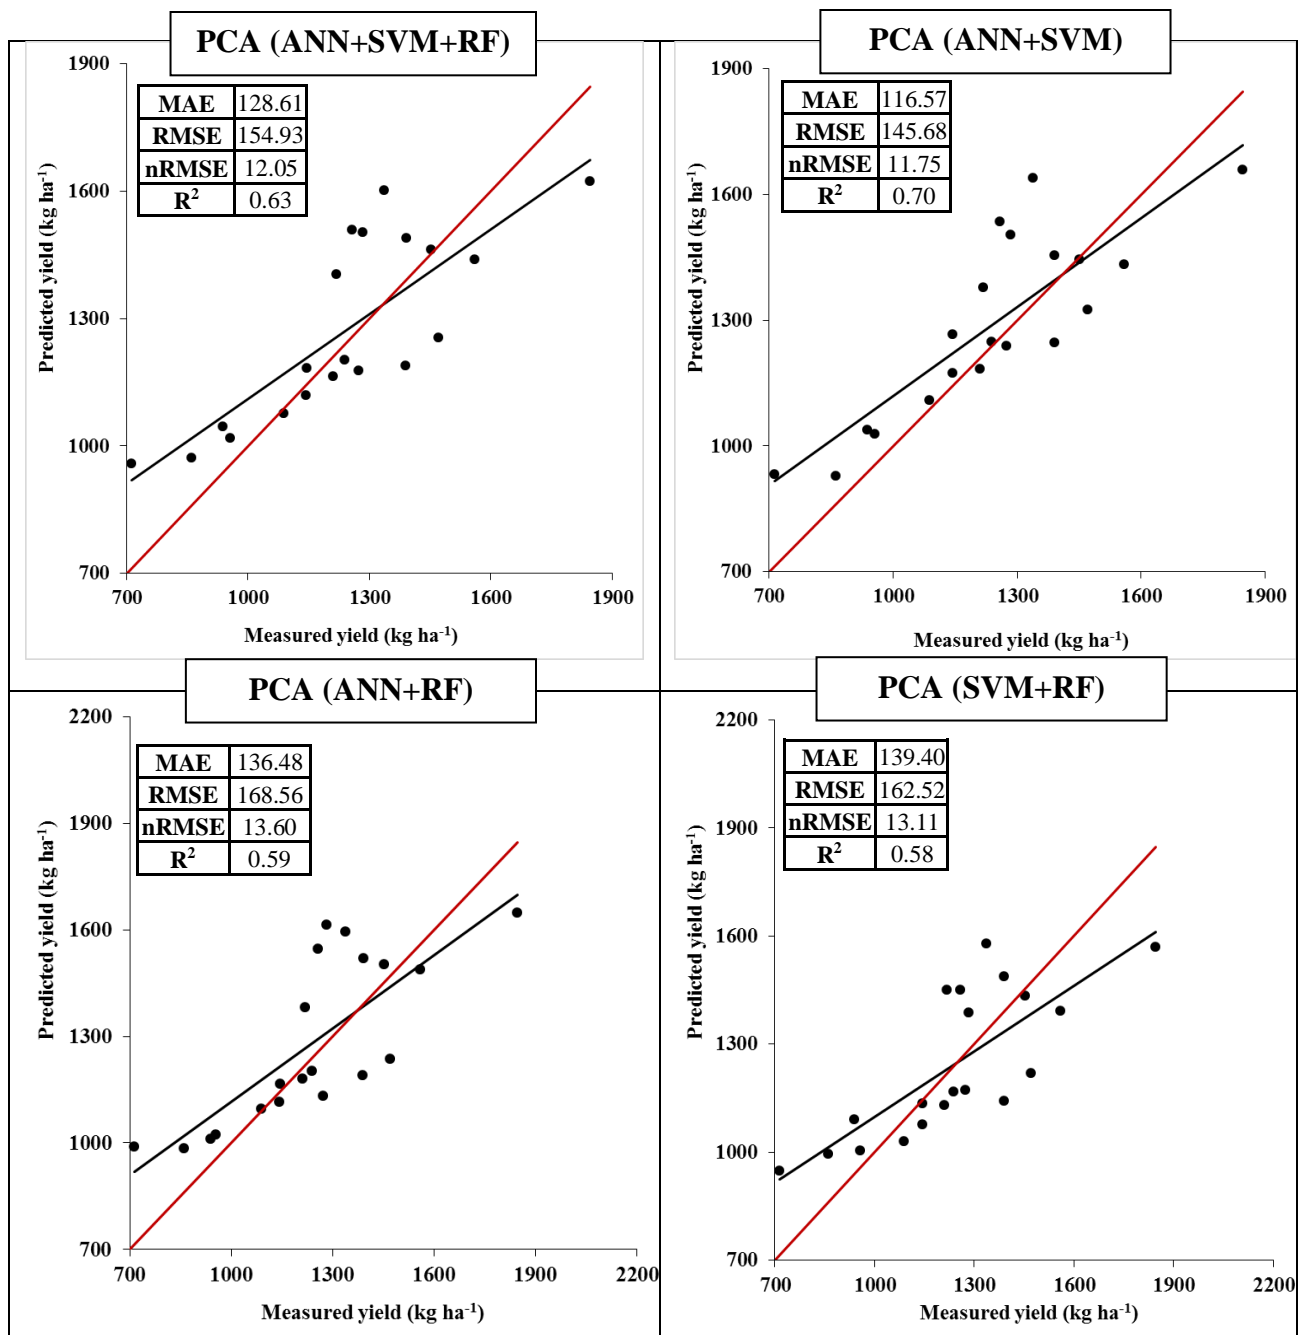 PCA (ANN+SVM+RF)
MAE 128.61
RMSE 154.93
nRMSE 12.05
R² 0.63
1900
1600
1300
1000
700
Predicted yield (kg ha⁻¹)
700 1000 1300 1600 1900
Measured yield (kg ha⁻¹)
PCA (ANN+SVM)
MAE 116.57
RMSE 145.68
nRMSE 11.75
R² 0.70
1900
1600
1300
1000
700
Predicted yield (kg ha⁻¹)
700 1000 1300 1600 1900
Measured yield (kg ha⁻¹)
PCA (ANN+RF)
MAE 136.48
RMSE 168.56
nRMSE 13.60
R² 0.59
2200
1900
1600
1300
1000
700
Predicted yield (kg ha⁻¹)
700 1000 1300 1600 1900 2200
Measured yield (kg ha⁻¹)
PCA (SVM+RF)
MAE 139.40
RMSE 162.52
nRMSE 13.11
R² 0.58
2200
1900
1600
1300
1000
700
Predicted yield (kg ha⁻¹)
700 1000 1300 1600 1900 2200
Measured yield (kg ha⁻¹)